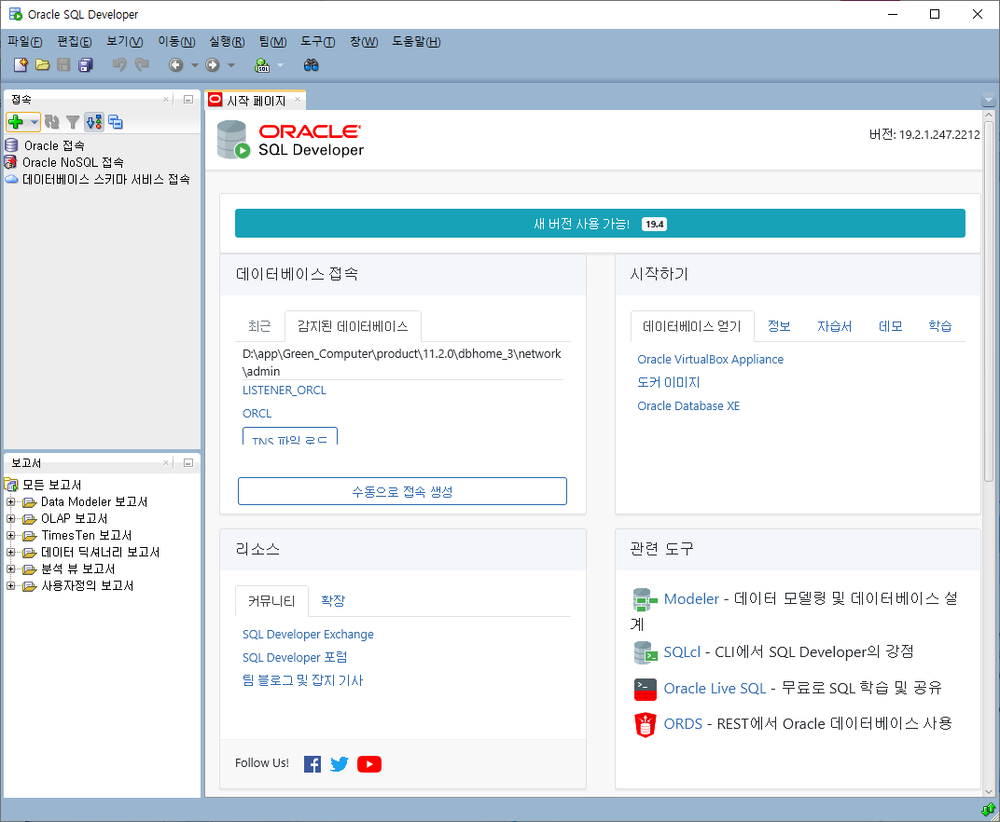 Oracle SQL Developer
파일(F) 편집(E) 보기(V) 이동(N) 실행(R) 팀(M) 도구(T) 창(W) 도움말(H)
SQL
접속
Oracle 접속
Oracle NoSQL 접속
데이터베이스 스키마 서비스 접속
보고서
모든 보고서
Data Modeler 보고서
OLAP 보고서
TimesTen 보고서
데이터 딕셔너리 보고서
분석 뷰 보고서
사용자정의 보고서
시작 페이지
ORACLE
SQL Developer
버전: 19.2.1.247.2212
새 버전 사용 가능! 19.4
데이터베이스 접속
최근 감지된 데이터베이스
D:\app\Green_Computer\product\11.2.0\dbhome_3\network
\admin
LISTENER_ORCL
ORCL
TNS 파일 로드
수동으로 접속 생성
시작하기
데이터베이스 얻기 정보 자습서 데모 학습
Oracle VirtualBox Appliance
도커 이미지
Oracle Database XE
리소스
커뮤니티 확장
SQL Developer Exchange
SQL Developer 포럼
팀 블로그 및 잡지 기사
Follow Us!
관련 도구
Modeler - 데이터 모델링 및 데이터베이스 설
계
SQLcl - CLI에서 SQL Developer의 강점
Oracle Live SQL - 무료로 SQL 학습 및 공유
ORDS - REST에서 Oracle 데이터베이스 사용